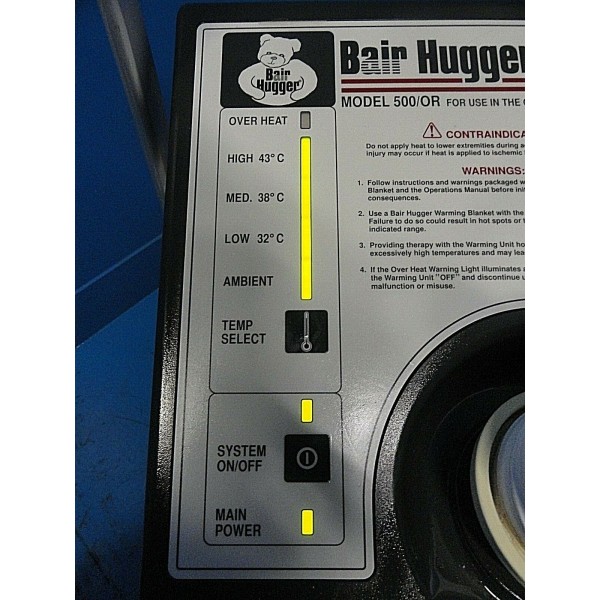 Bair
Hugger®
Bair Hugger
MODEL 500/OR FOR USE IN THE
OVER HEAT
HIGH 43° C
MED. 38° C
LOW 32° C
AMBIENT
TEMP
SELECT
SYSTEM
ON/OFF
MAIN
POWER
CONTRAINDICA
Do not apply heat to lower extremities during
injury may occur if heat is applied to ischemic
WARNINGS:
1. Follow instructions and warnings packaged
Blanket and the Operations Manual before
consequences.
2. Use a Bair Hugger Warming Blanket with the
Failure to do so could result in hot spots or
indicated range.
3. Providing therapy with the Warming Unit
excessively high temperatures and may
4. If the Over Heat Warning Light illuminates
the Warming Unit "OFF" and discontinue
malfunction or misuse.